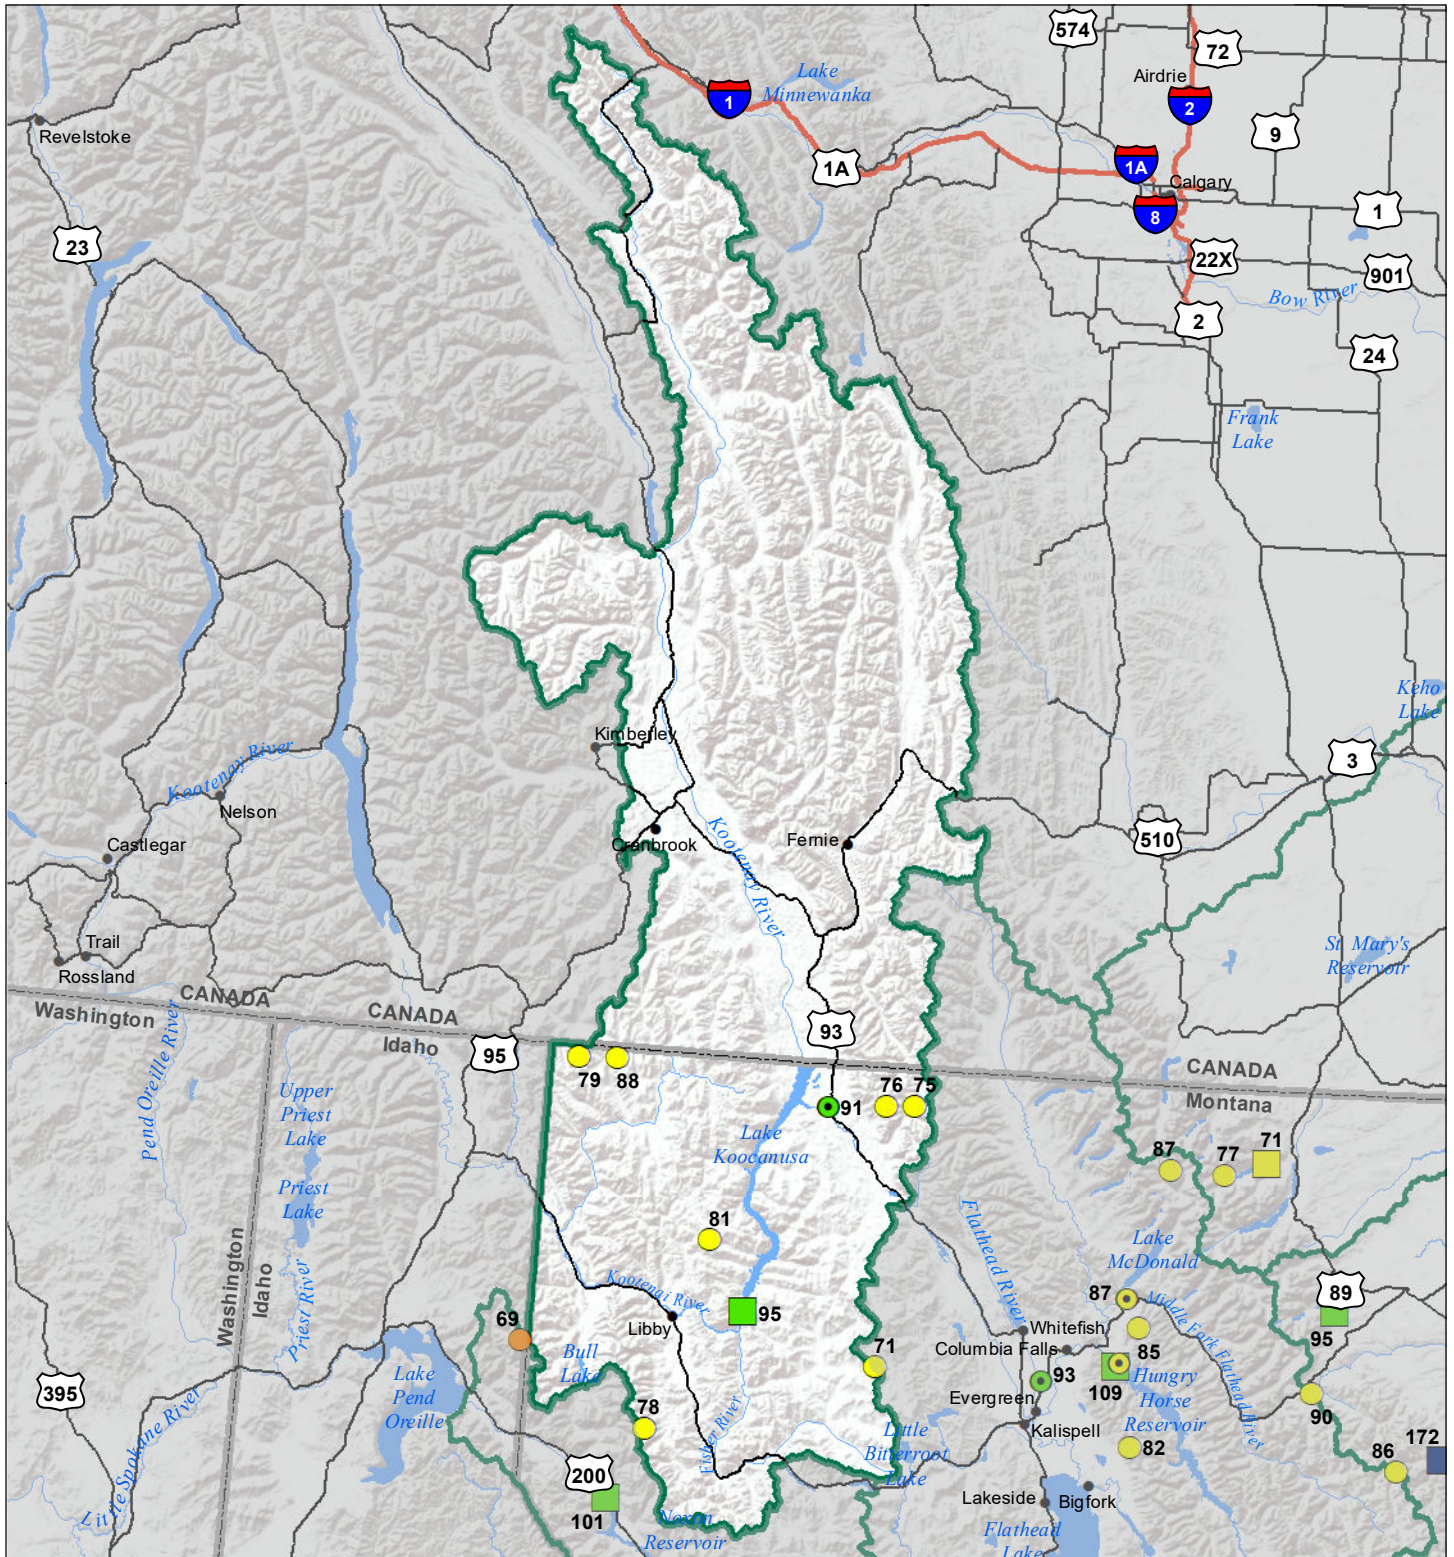 574
72
Airdrie
Lake
Minnewanka
1
2
Revelstoke
9
1A
1A
Calgary
8
1
23
22X
901
Bow River
2
24
Frank
Lake
Keho
Lake
Kimberley
3
Kootenay River
Nelson
Cranbrook
Kootenay River
Fernie
510
Castlegar
Trail
Rossland
St. Mary's
Reservoir
CANADA
Washington
CANADA
Idaho
95
93
CANADA
Montana
79
88
76
75
91
Pend Oreille River
Upper
Priest
Lake
Lake
Koocanusa
87
77
71
Priest
Lake
81
Flathead River
Lake
McDonald
Washington
Idaho
Priest River
Kootenai River
87
Middle Fork Flathead River
89
95
69
Libby
95
Whitefish
Columbia Falls
85
Bull
Lake
71
93
109
Hungry
Horse
Reservoir
395
Lake
Pend
Oreille
Evergreen
90
78
Kalispell
Fisher River
Little
Bitterroot
Lake
82
172
86
Little Spokane River
200
101
Noxon
Reservoir
Lakeside
Bigfork
Flathead
Lake